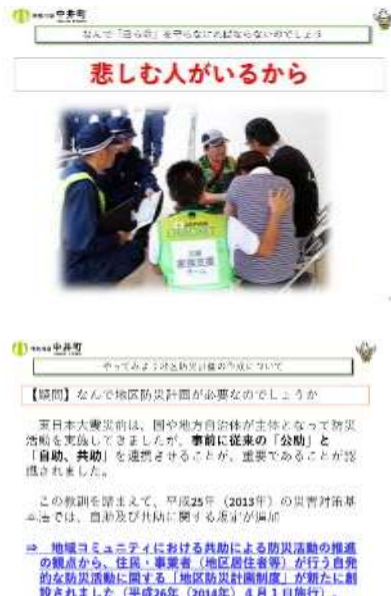 中井町
なんで「自らの命」を守らなければならないのでしょう
悲しむ人がいるから
家族支援
チーム
中井町
やってみよう地区防災計画の作成について
【疑問】なんで地区防災計画が必要なのでしょうか
東日本大震災前は、国や地方自治体が主体となって防災
活動を実施してきましたが、事前に従来の「公助」と
「自助、共助」を連携させることが、重要であることが認
識されました。
この教訓を踏まえて、平成25年（2013年）の災害対策基
本法では、自助及び共助に関する規定が追加
⇒ 地域コミュニティにおける共助による防災活動の推進
の観点から、住民・事業者（地区居住者等）が行う自発
的な防災活動に関する「地区防災計画制度」が新たに創
設されました（平成26年（2014年）４月１日施行）。